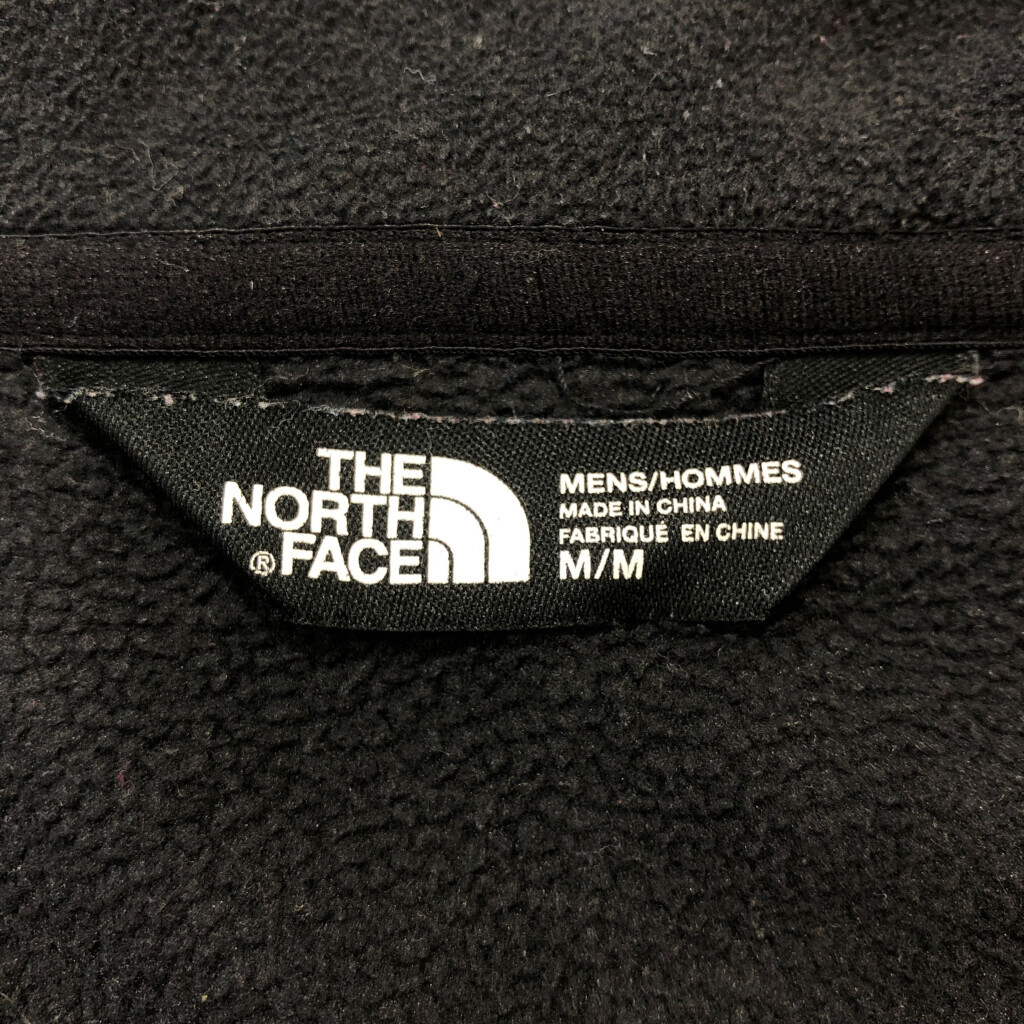 THE
NORTH
® FACE
MENS/HOMMES
MADE IN CHINA
FABRIQUÉ EN CHINE
M/M